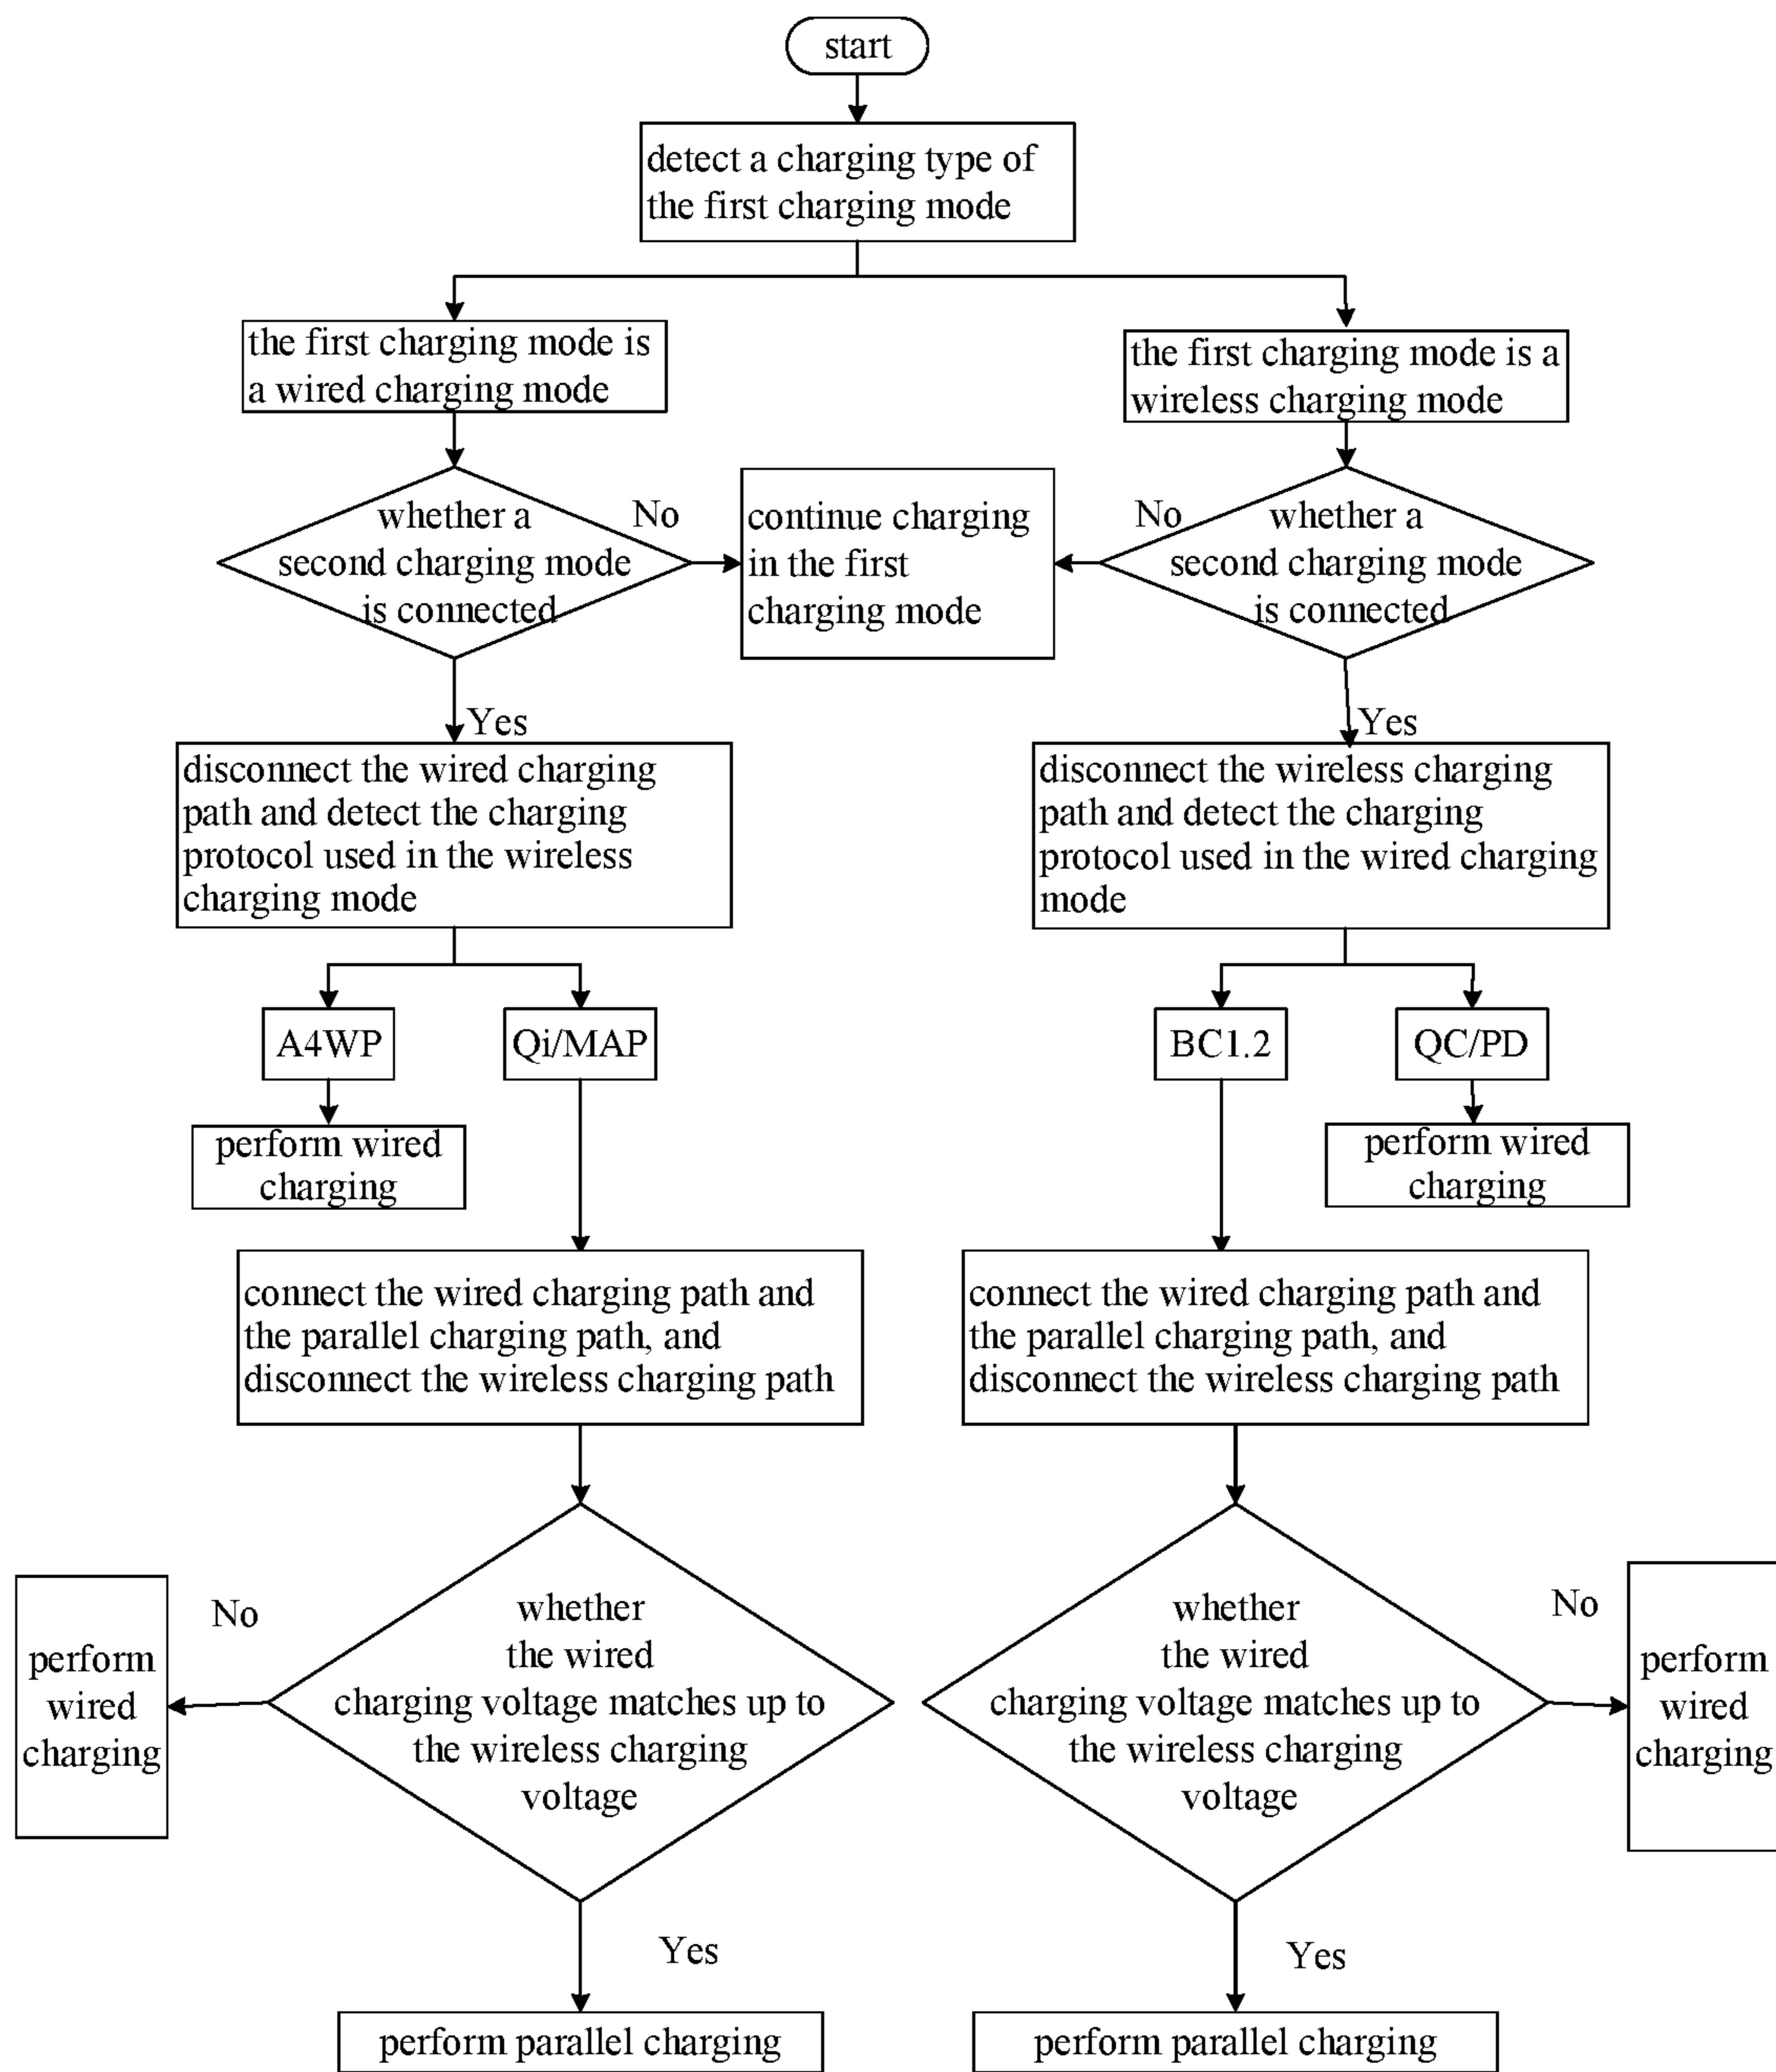 start
detect a charging type of
the first charging mode
the first charging mode is
a wired charging mode
the first charging mode is a
wireless charging mode
whether a
second charging mode
is connected
No
continue charging
in the first
charging mode
No
whether a
second charging mode
is connected
Yes
Yes
disconnect the wired charging
path and detect the charging
protocol used in the wireless
charging mode
disconnect the wireless charging
path and detect the charging
protocol used in the wired charging
mode
A4WP
Qi/MAP
BC1.2
QC/PD
perform wired
charging
perform wired
charging
connect the wired charging path and
the parallel charging path, and
disconnect the wireless charging path
connect the wired charging path and
the parallel charging path, and
disconnect the wireless charging path
perform
wired
charging
No
whether
the wired
charging voltage matches up to
the wireless charging
voltage
whether
the wired
charging voltage matches up to
the wireless charging
voltage
No
perform
wired
charging
Yes
Yes
perform parallel charging
perform parallel charging